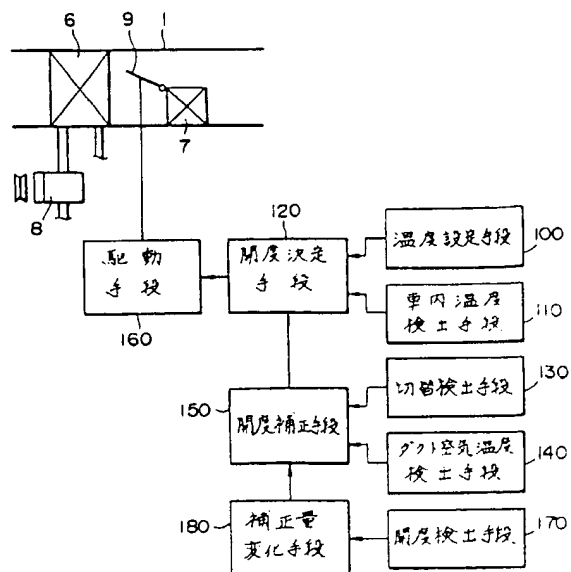 6
9
1
7
8
120
駆動
手段
160
開度決定
手段
温度設定手段
100
車内温度
検出手段
110
150
開度補正手段
切替検出手段
130
ダクト空気温度
検出手段
140
180
補正量
変化手段
開度検出手段
170